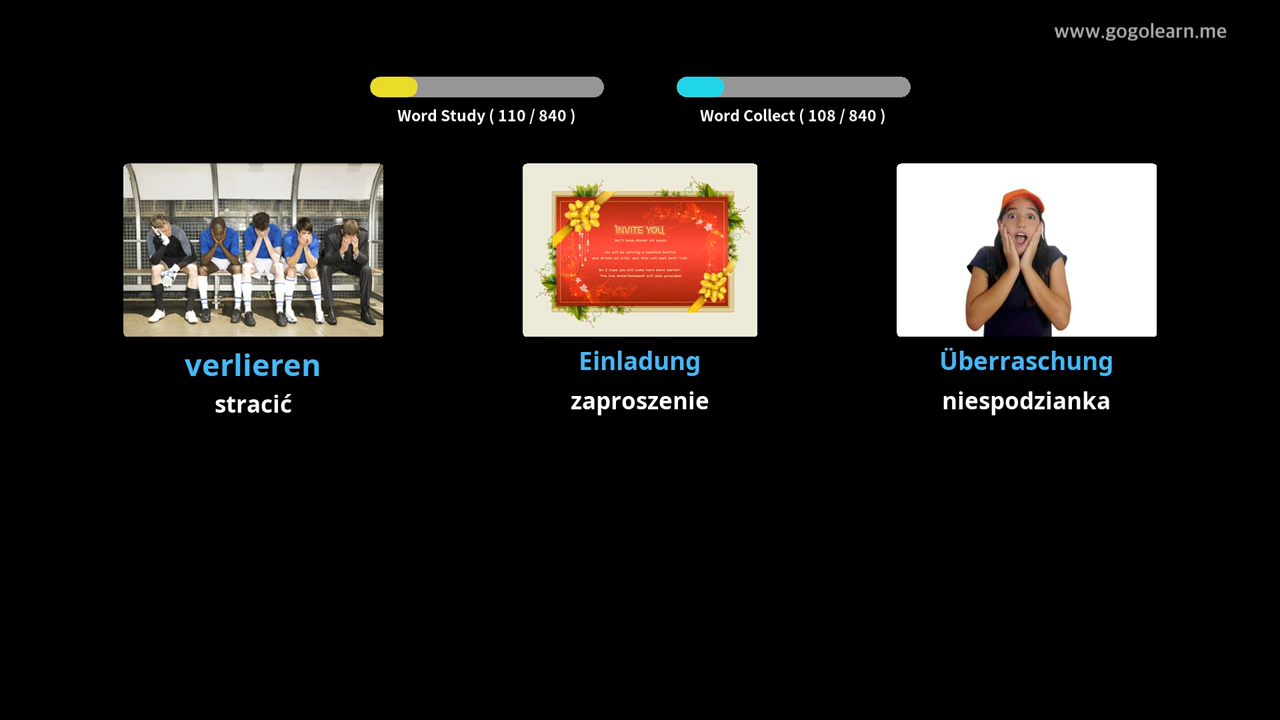 www.gogolearn.me
Word Study ( 110 / 840 )
Word Collect ( 108 / 840 )
INVITE YOU
verlieren
stracić
Einladung
zaproszenie
Überraschung
niespodzianka